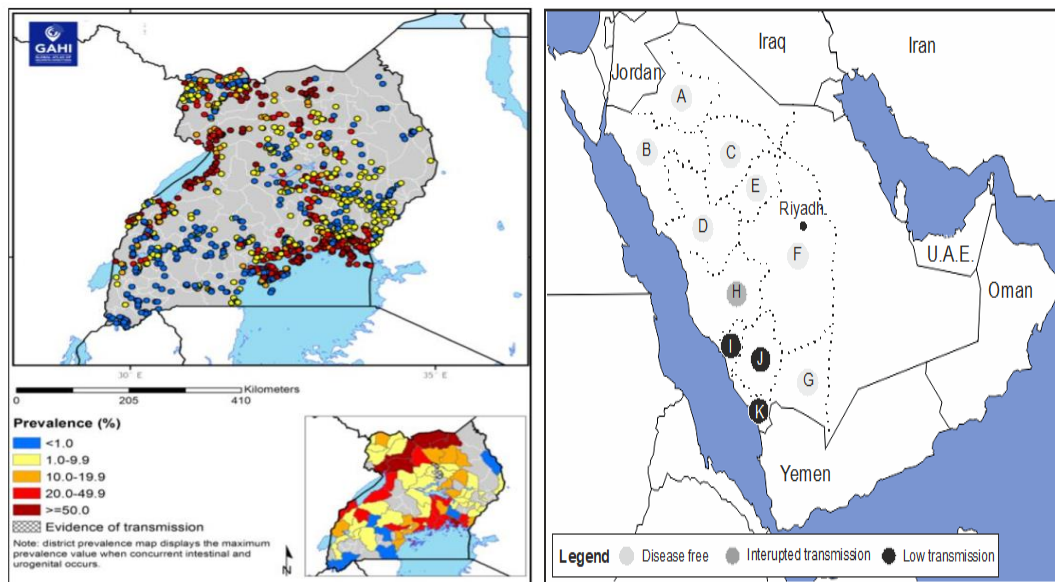 GAHI
30° E
35° E
Kilometers
0
205
410
Prevalence (%)
<1.0
1.0-9.9
10.0-19.9
20.0-49.9
>=50.0
Evidence of transmission
Note: district prevalence map displays the maximum
prevalence value when concurrent intestinal and
urogenital occurs.
N
Iraq
Iran
Jordan
A
B
C
E
Riyadh
D
F
U.A.E.
Oman
H
I
J
G
K
Yemen
Legend
Disease free
Interupted transmission
Low transmission